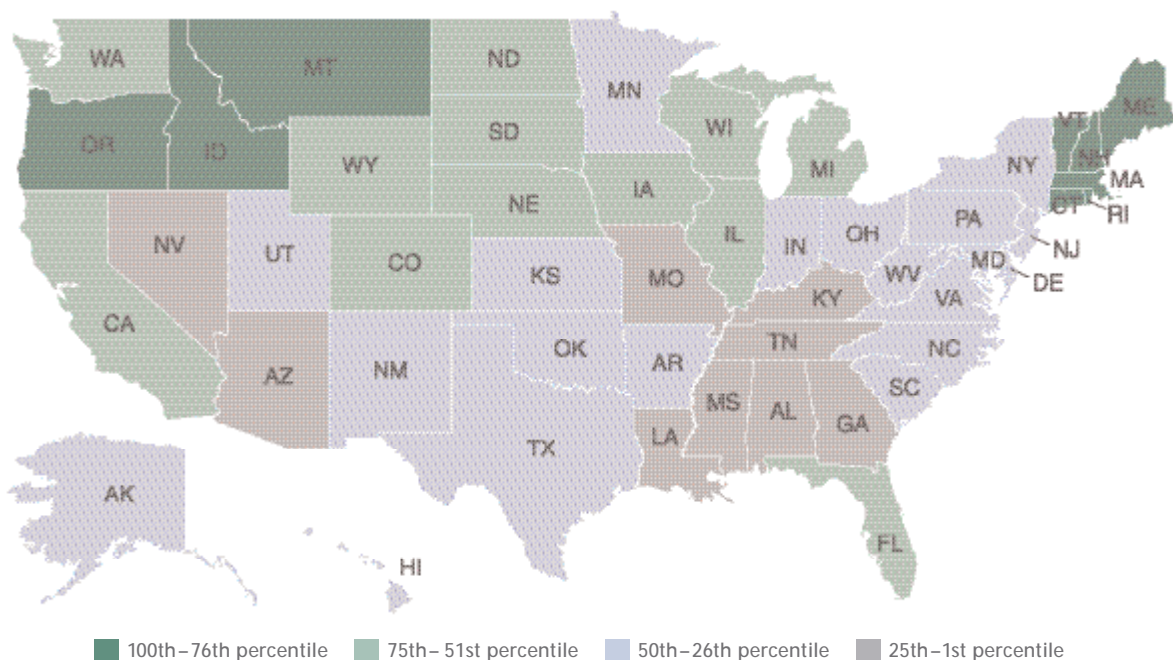 WA
MT
ND
MN
OR
ID
SD
WI
MI
WY
IA
NE
NY
VT
NH
ME
MA
CT
RI
NV
UT
CO
KS
MO
IL
IN
OH
PA
NJ
MD
DE
WV
VA
KY
CA
AZ
NM
OK
AR
TN
NC
SC
MS
AL
GA
LA
TX
AK
HI
FL
100th–76th percentile
75th–51st percentile
50th–26th percentile
25th–1st percentile